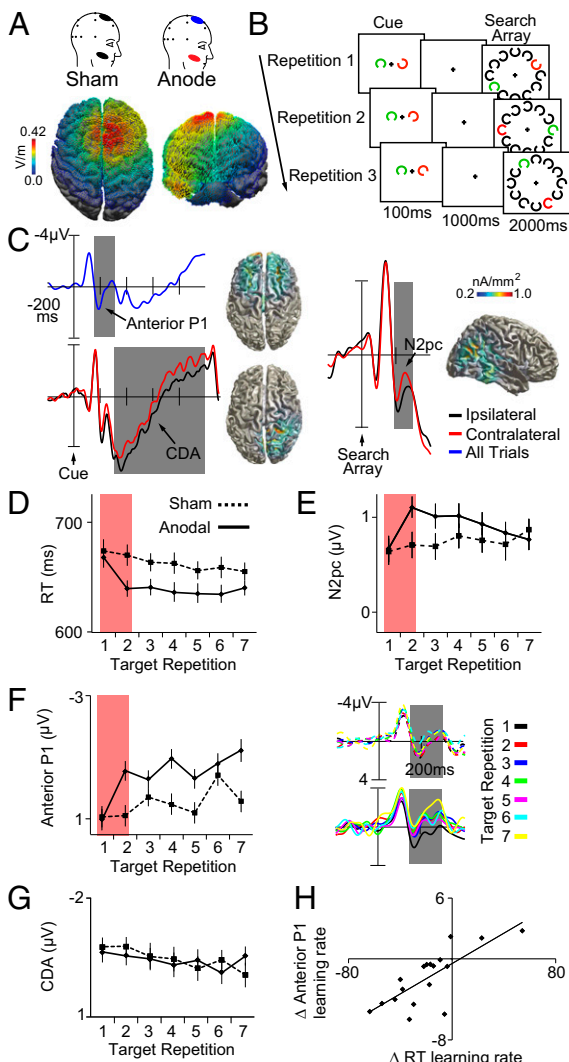 A
Sham
Anode
V/m
0.42
0.0
B
Cue
Search
Array
Repetition 1
Repetition 2
Repetition 3
100ms
1000ms
2000ms
C
-4µV
-200
ms
Anterior P1
CDA
Cue
N2pc
Search
Array
nA/mm²
0.2
1.0
Ipsilateral
Contralateral
All Trials
D
700
RT
(ms)
600
Sham
Anodal
1 2 3 4 5 6 7
Target Repetition
E
1
N2pc (µV)
0
1 2 3 4 5 6 7
Target Repetition
F
-3
Anterior P1 (µV)
1
1 2 3 4 5 6 7
Target Repetition
-4µV
4
200ms
Target Repetition
1
2
3
4
5
6
7
G
-2
CDA (µV)
1
1 2 3 4 5 6 7
Target Repetition
H
6
-80
80
-8
Δ Anterior P1
learning rate
Δ RT learning rate